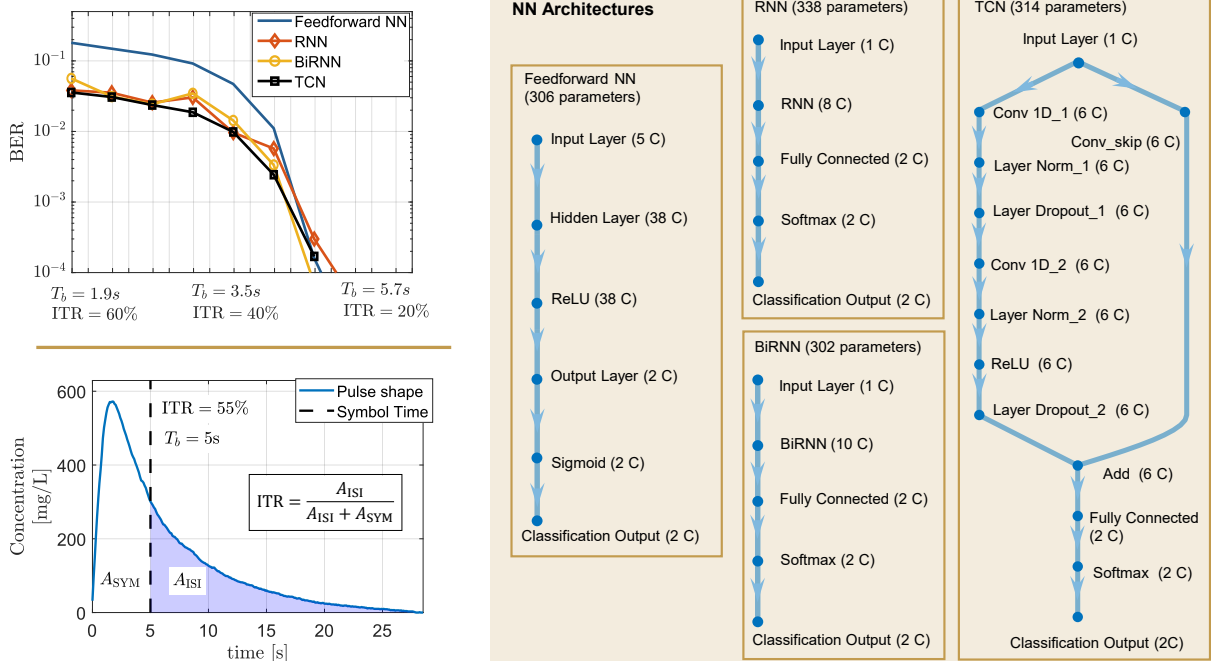 Feedforward NN
RNN
BiRNN
TCN
10⁻¹
10⁻²
10⁻³
10⁻⁴
BER
T_b = 1.9s
ITR = 60%
T_b = 3.5s
ITR = 40%
T_b = 5.7s
ITR = 20%
600
400
200
0
Concentration
[mg/L]
Pulse shape
Symbol Time
ITR = 55%
T_b = 5s
ITR = A_ISI / (A_ISI + A_SYM)
A_SYM
A_ISI
0 5 10 15 20 25
time [s]
NN Architectures
Feedforward NN
(306 parameters)
Input Layer (5 C)
Hidden Layer (38 C)
ReLU (38 C)
Output Layer (2 C)
Sigmoid (2 C)
Classification Output (2 C)
RNN (338 parameters)
Input Layer (1 C)
RNN (8 C)
Fully Connected (2 C)
Softmax (2 C)
Classification Output (2 C)
BiRNN (302 parameters)
Input Layer (1 C)
BiRNN (10 C)
Fully Connected (2 C)
Softmax (2 C)
Classification Output (2 C)
TCN (314 parameters)
Input Layer (1 C)
Conv 1D_1 (6 C)
Conv_skip (6 C)
Layer Norm_1 (6 C)
Layer Dropout_1 (6 C)
Conv 1D_2 (6 C)
Layer Norm_2 (6 C)
ReLU (6 C)
Layer Dropout_2 (6 C)
Add (6 C)
Fully Connected
(2 C)
Softmax (2 C)
Classification Output (2C)